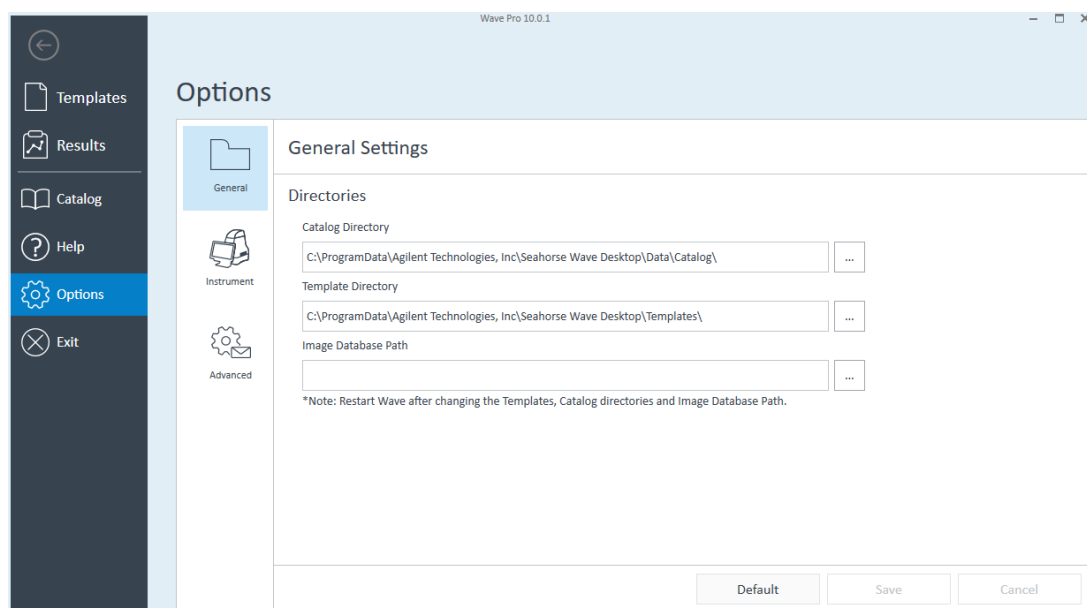 Wave Pro 10.0.1
Templates
Results
Catalog
Help
Options
Exit
Options
General
Instrument
Advanced
General Settings
Directories
Catalog Directory
C:\ProgramData\Agilent Technologies, Inc\Seahorse Wave Desktop\Data\Catalog\
...
Template Directory
C:\ProgramData\Agilent Technologies, Inc\Seahorse Wave Desktop\Templates\
...
Image Database Path
...
*Note: Restart Wave after changing the Templates, Catalog directories and Image Database Path.
Default
Save
Cancel